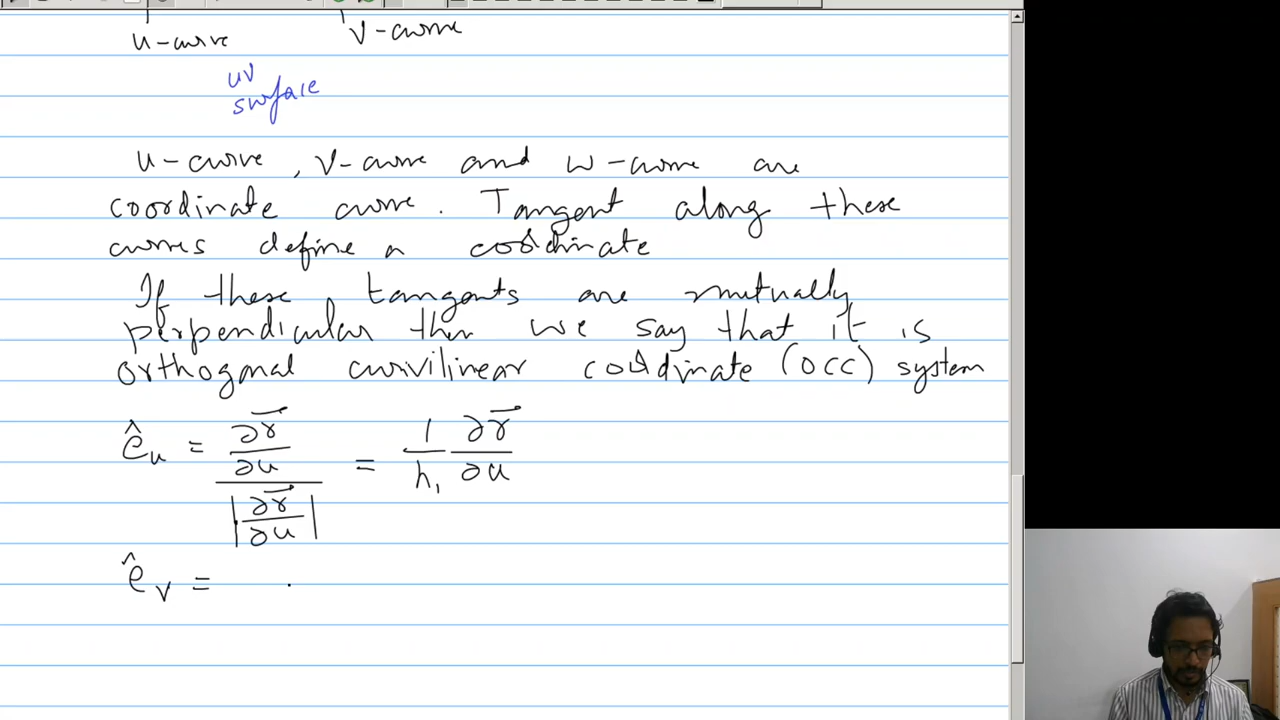 u-curve
v-curve
uv
surface
u-curve, v-curve and w-curve are
coordinate curve. Tangent along these
curves define a coordinate
If these tangents are mutually
perpendicular then we say that it is
orthogonal curvilinear coordinate (OCC) system
ê_u = (∂r⃗/∂u) / |∂r⃗/∂u| = (1/h₁) ∂r⃗/∂u
ê_v =